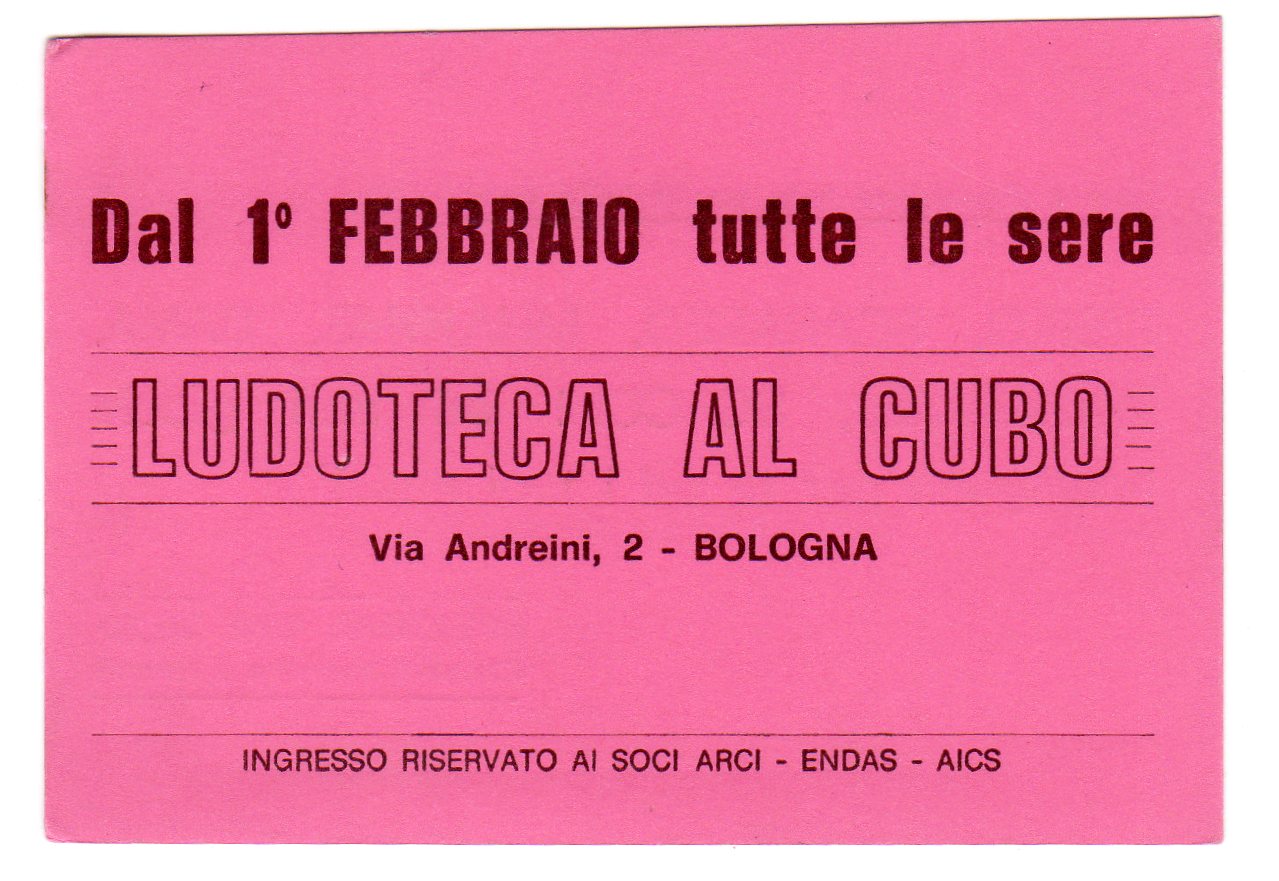 Dal 1º FEBBRAIO tutte le sere
LUDOTECA AL CUBO
Via Andreini, 2 - BOLOGNA
INGRESSO RISERVATO AI SOCI ARCI - ENDAS - AICS